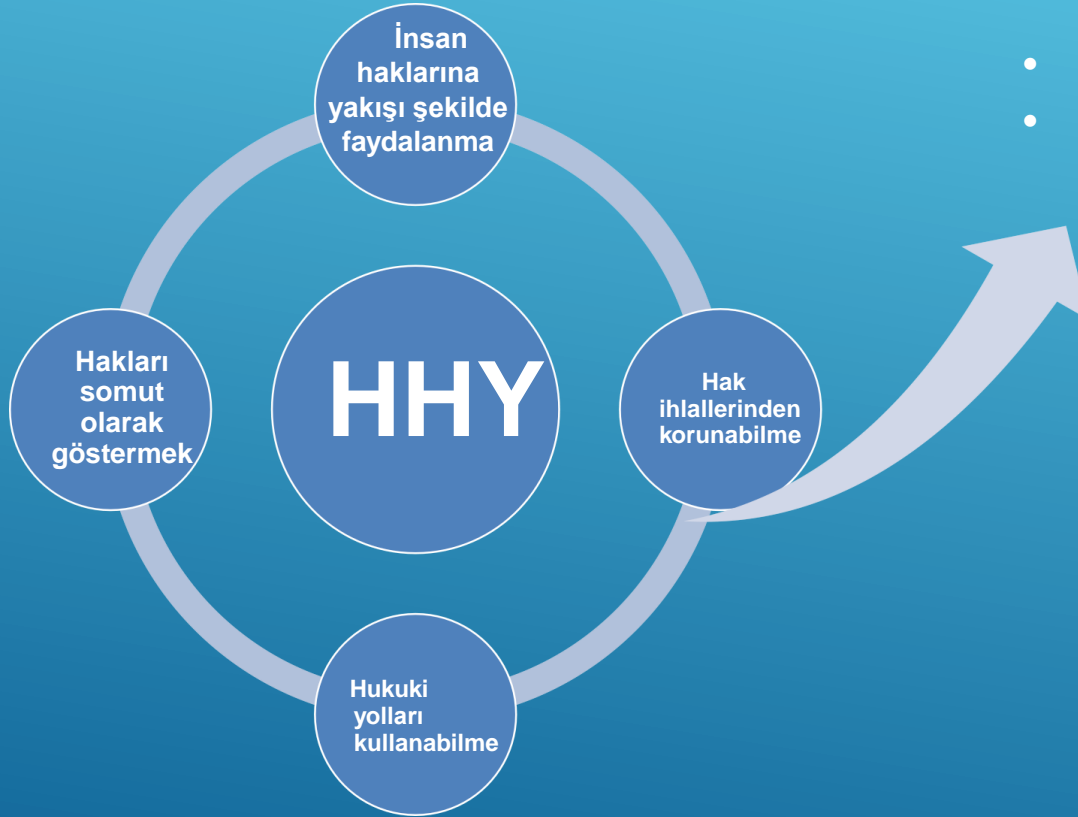 İnsan
haklarına
yakışı şekilde
faydalanma
Hakları
somut
olarak
göstermek
HHY
Hak
ihlallerinden
korunabilme
Hukuki
yolları
kullanabilme